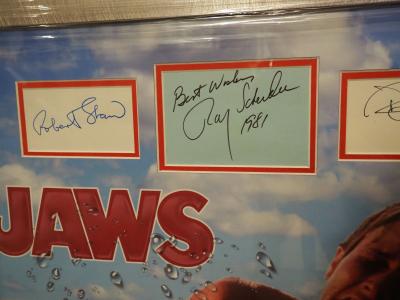 Robert Shaw
Best Wishes
Roy Scheider
1981
JAWS